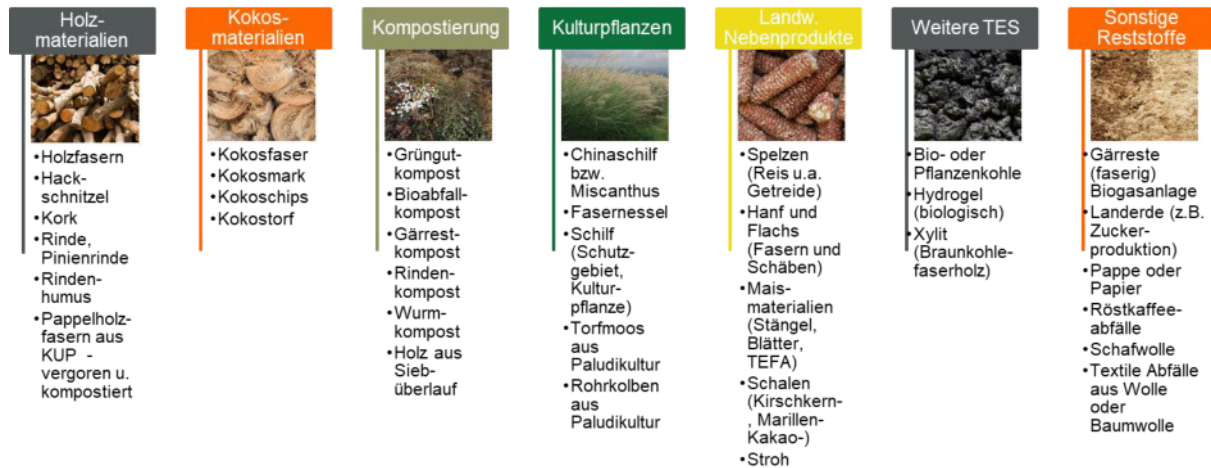 Holz-
materialien
•Holzfasern
•Hack-
schnitzel
•Kork
•Rinde,
Pinienrinde
•Rinden-
humus
•Pappelholz-
fasern aus
KUP -
vergoren u.
kompostiert
Kokos-
materialien
•Kokosfaser
•Kokosmark
•Kokoschips
•Kokostorf
Kompostierung
•Grüngut-
kompost
•Bioabfall-
kompost
•Gärrest-
kompost
•Rinden-
kompost
•Wurm-
kompost
•Holz aus
Sieb-
überlauf
Kulturpflanzen
•Chinaschilf
bzw.
Miscanthus
•Fasernessel
•Schilf
(Schutz-
gebiet,
Kultur-
pflanze)
•Torfmoos
aus
Paludikultur
•Rohrkolben
aus
Paludikultur
Landw.
Nebenprodukte
•Spelzen
(Reis u.a.
Getreide)
•Hanf und
Flachs
(Fasern und
Schäben)
•Mais-
materialien
(Stängel,
Blätter,
TEFA)
•Schalen
(Kirschkern-
, Marillen-
Kakao-)
•Stroh
Weitere TES
•Bio- oder
Pflanzenkohle
•Hydrogel
(biologisch)
•Xylit
(Braunkohle-
faserholz)
Sonstige
Reststoffe
•Gärreste
(faserig)
Biogasanlage
•Landerde (z.B.
Zucker-
produktion)
•Pappe oder
Papier
•Röstkaffee-
abfälle
•Schafwolle
•Textile Abfälle
aus Wolle
oder
Baumwolle